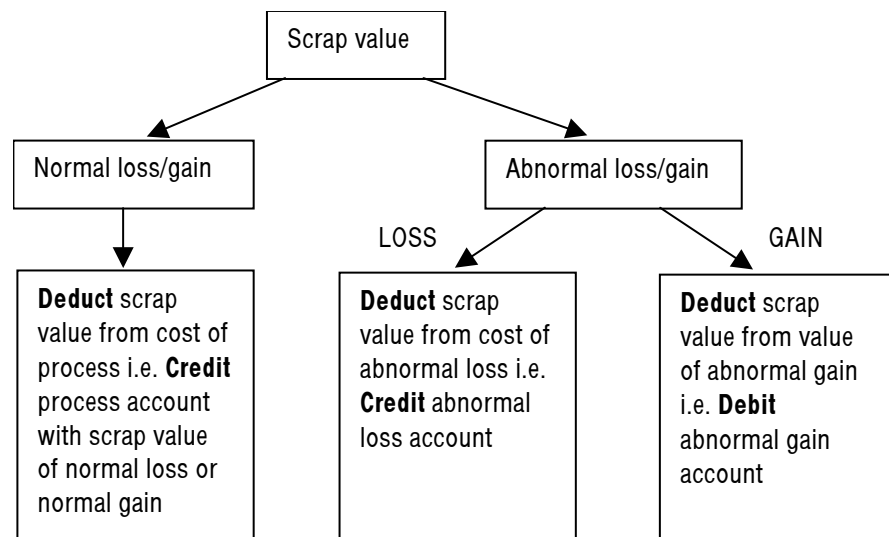 Scrap value
Normal loss/gain
Abnormal loss/gain
LOSS
GAIN
Deduct scrap
value from cost of
process i.e. Credit
process account
with scrap value
of normal loss or
normal gain
Deduct scrap
value from cost of
abnormal loss i.e.
Credit abnormal
loss account
Deduct scrap
value from value
of abnormal gain
i.e. Debit
abnormal gain
account